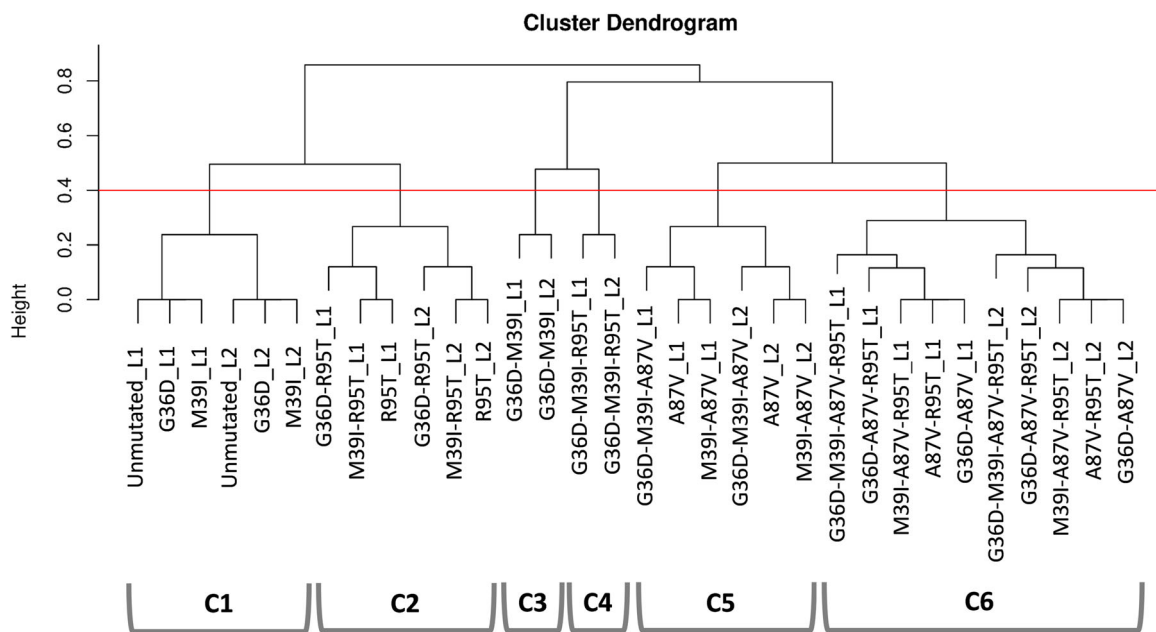 Cluster Dendrogram
Height
0.8
0.6
0.4
0.2
0.0
Unmutated_L1
G36D_L1
M39I_L1
Unmutated_L2
G36D_L2
M39I_L2
G36D-R95T_L1
M39I-R95T_L1
R95T_L1
G36D-R95T_L2
M39I-R95T_L2
R95T_L2
G36D-M39I_L1
G36D-M39I_L2
G36D-M39I-R95T_L1
G36D-M39I-R95T_L2
G36D-M39I-A87V_L1
A87V_L1
M39I-A87V_L1
G36D-M39I-A87V_L2
A87V_L2
M39I-A87V_L2
G36D-M39I-A87V-R95T_L1
G36D-A87V-R95T_L1
M39I-A87V-R95T_L1
A87V-R95T_L1
G36D-A87V_L1
G36D-M39I-A87V-R95T_L2
G36D-A87V-R95T_L2
M39I-A87V-R95T_L2
A87V-R95T_L2
G36D-A87V_L2
C1
C2
C3
C4
C5
C6